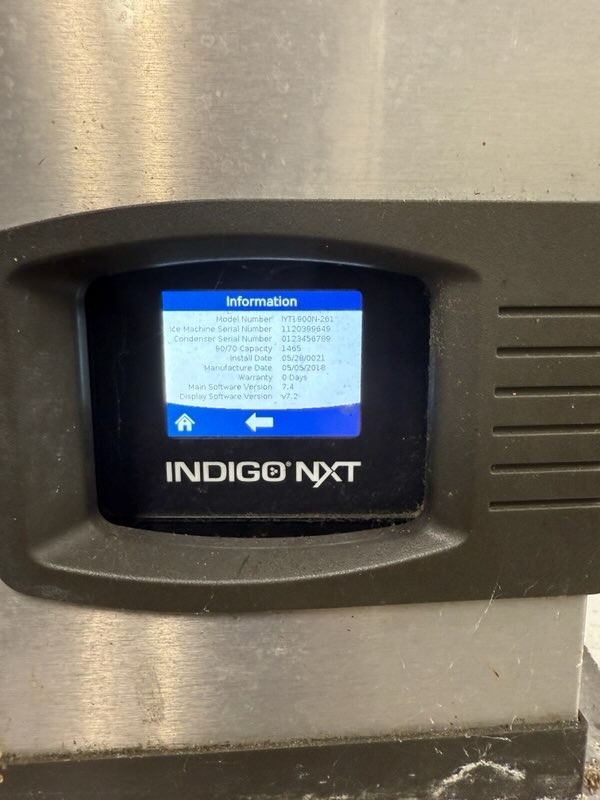 Information
Model Number IYT1900N-261
Ice Machine Serial Number 1120399649
Condenser Serial Number 0123456789
90/70 Capacity 1465
Install Date 05/28/0021
Manufacture Date 05/05/2018
Warranty 0 Days
Main Software Version 7.4
Display Software Version v7.2
INDIGO® NXT